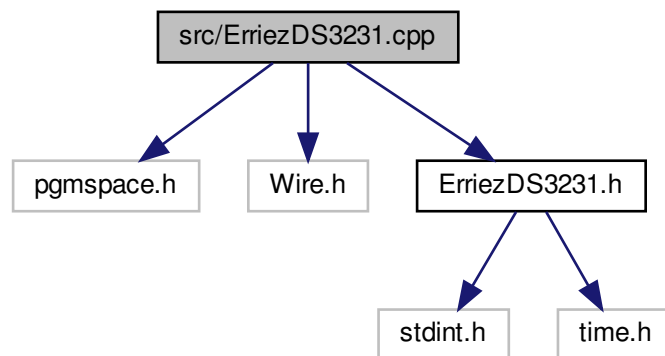 src/ErriezDS3231.cpp
pgmspace.h
Wire.h
ErriezDS3231.h
stdint.h
time.h